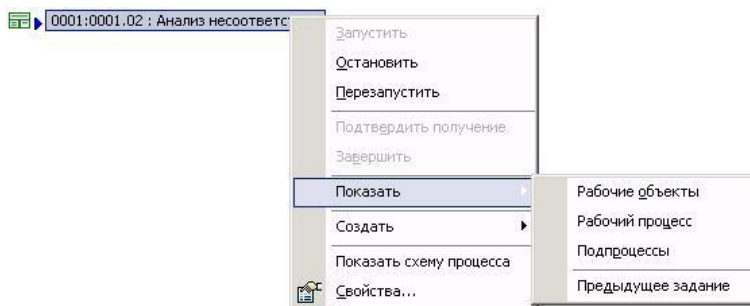 0001:0001.02 : Анализ несоответс
Запустить
Остановить
Перезапустить
Подтвердить получение
Завершить
Показать
Создать
Показать схему процесса
Свойства...
Рабочие объекты
Рабочий процесс
Подпроцессы
Предыдущее задание